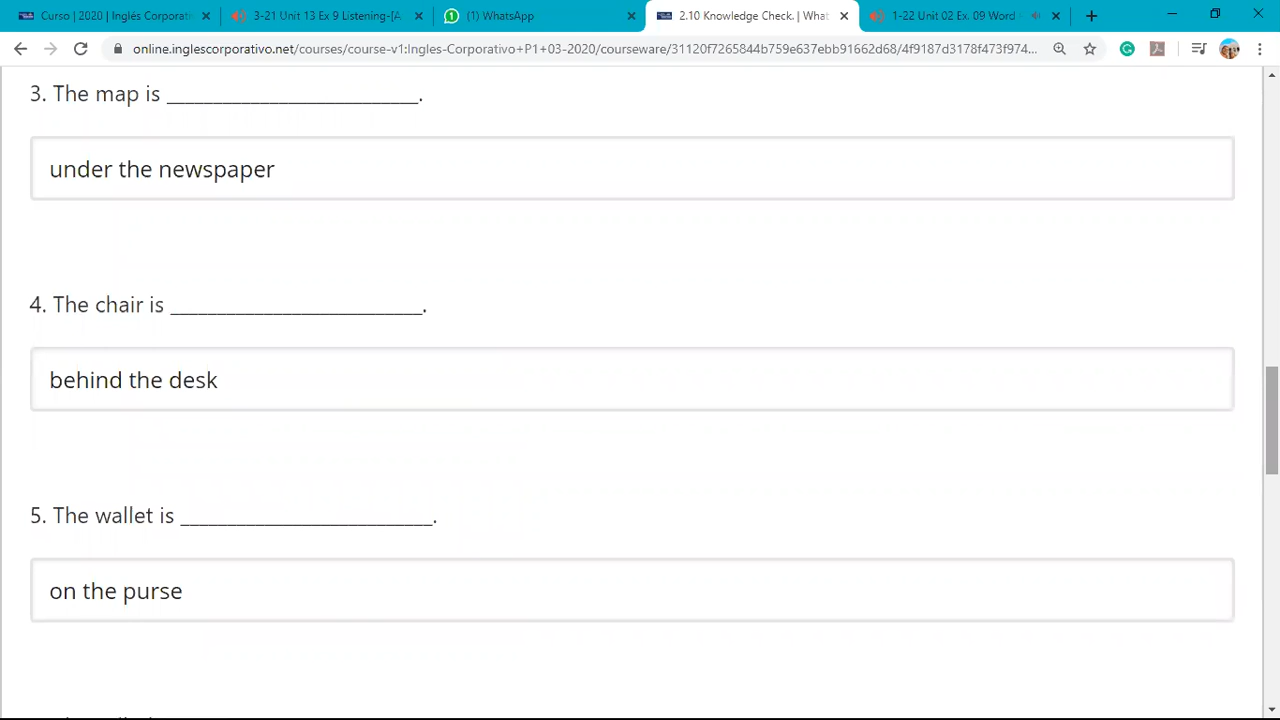 Curso | 2020 | Inglés Corporati
3-21 Unit 13 Ex 9 Listening-[A
(1) WhatsApp
2.10 Knowledge Check. | What
1-22 Unit 02 Ex. 09 Word
online.inglescorporativo.net/courses/course-v1:Ingles-Corporativo+P1+03-2020/courseware/31120f7265844b759e637ebb91662d68/4f9187d3178f473f974...
3. The map is __________________________.
under the newspaper
4. The chair is __________________________.
behind the desk
5. The wallet is __________________________.
on the purse